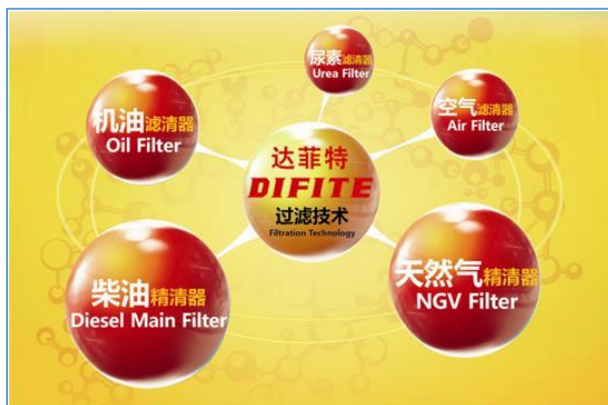 尿素滤清器
Urea Filter
机油滤清器
Oil Filter
空气滤清器
Air Filter
达菲特
DIFITE
过滤技术
Filtration Technology
柴油精清器
Diesel Main Filter
天然气精清器
NGV Filter